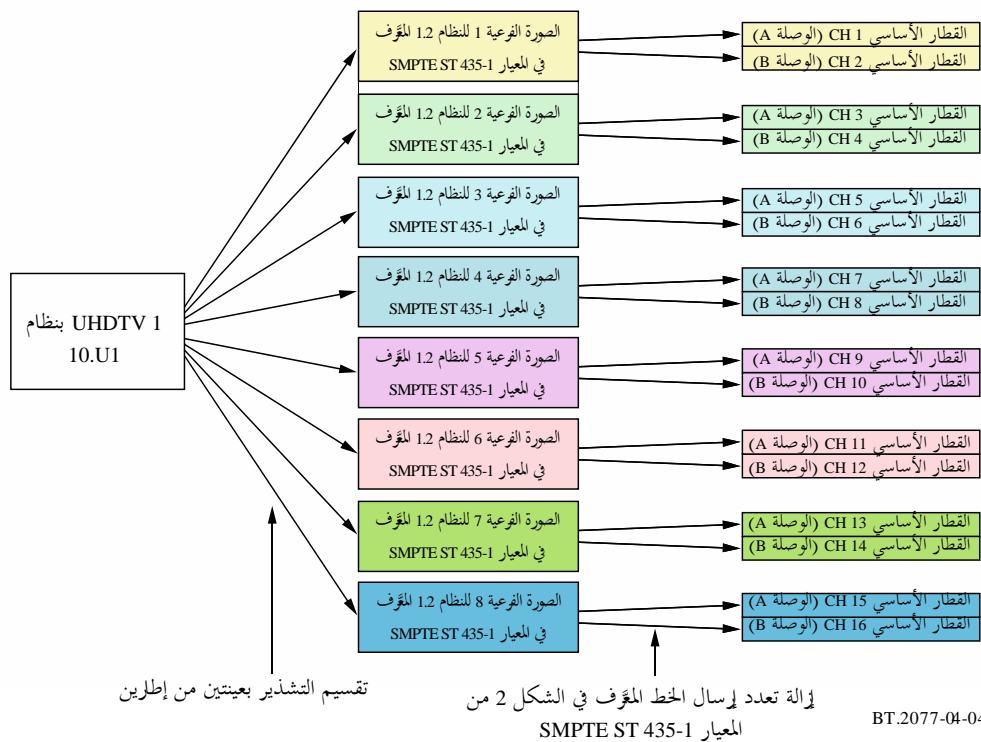 الصورة الفرعية 1 للنظام 1.2 المعَّرف
في المعيار SMPTE ST 435-1
القطار الأساسي CH 1 (الوصلة A)
القطار الأساسي CH 2 (الوصلة B)
الصورة الفرعية 2 للنظام 1.2 المعَّرف
في المعيار SMPTE ST 435-1
القطار الأساسي CH 3 (الوصلة A)
القطار الأساسي CH 4 (الوصلة B)
الصورة الفرعية 3 للنظام 1.2 المعَّرف
في المعيار SMPTE ST 435-1
القطار الأساسي CH 5 (الوصلة A)
القطار الأساسي CH 6 (الوصلة B)
الصورة الفرعية 4 للنظام 1.2 المعَّرف
في المعيار SMPTE ST 435-1
القطار الأساسي CH 7 (الوصلة A)
القطار الأساسي CH 8 (الوصلة B)
UHDTV 1 بنظام
10.U1
الصورة الفرعية 5 للنظام 1.2 المعَّرف
في المعيار SMPTE ST 435-1
القطار الأساسي CH 9 (الوصلة A)
القطار الأساسي CH 10 (الوصلة B)
الصورة الفرعية 6 للنظام 1.2 المعَّرف
في المعيار SMPTE ST 435-1
القطار الأساسي CH 11 (الوصلة A)
القطار الأساسي CH 12 (الوصلة B)
الصورة الفرعية 7 للنظام 1.2 المعَّرف
في المعيار SMPTE ST 435-1
القطار الأساسي CH 13 (الوصلة A)
القطار الأساسي CH 14 (الوصلة B)
الصورة الفرعية 8 للنظام 1.2 المعَّرف
في المعيار SMPTE ST 435-1
القطار الأساسي CH 15 (الوصلة A)
القطار الأساسي CH 16 (الوصلة B)
تقسيم التشذير بعينتين من إطارين
إزالة تعدد إرسال الخط المعَّرف في الشكل 2 من
المعيار SMPTE ST 435-1
BT.2077-04-04